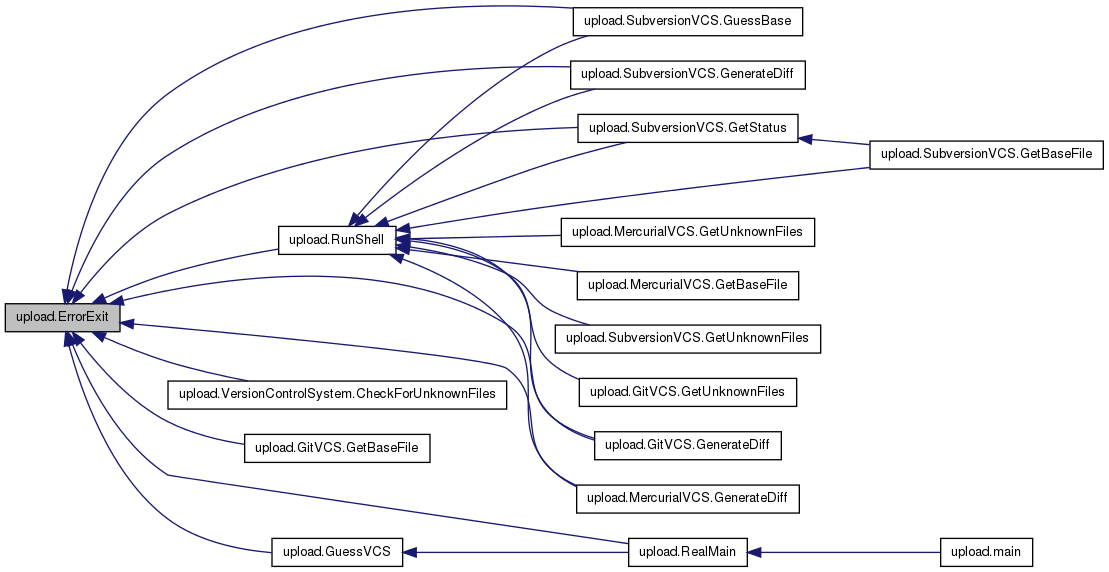 upload.SubversionVCS.GuessBase
upload.SubversionVCS.GenerateDiff
upload.SubversionVCS.GetStatus
upload.SubversionVCS.GetBaseFile
upload.RunShell
upload.MercurialVCS.GetUnknownFiles
upload.MercurialVCS.GetBaseFile
upload.ErrorExit
upload.SubversionVCS.GetUnknownFiles
upload.VersionControlSystem.CheckForUnknownFiles
upload.GitVCS.GetUnknownFiles
upload.GitVCS.GetBaseFile
upload.GitVCS.GenerateDiff
upload.MercurialVCS.GenerateDiff
upload.GuessVCS
upload.RealMain
upload.main